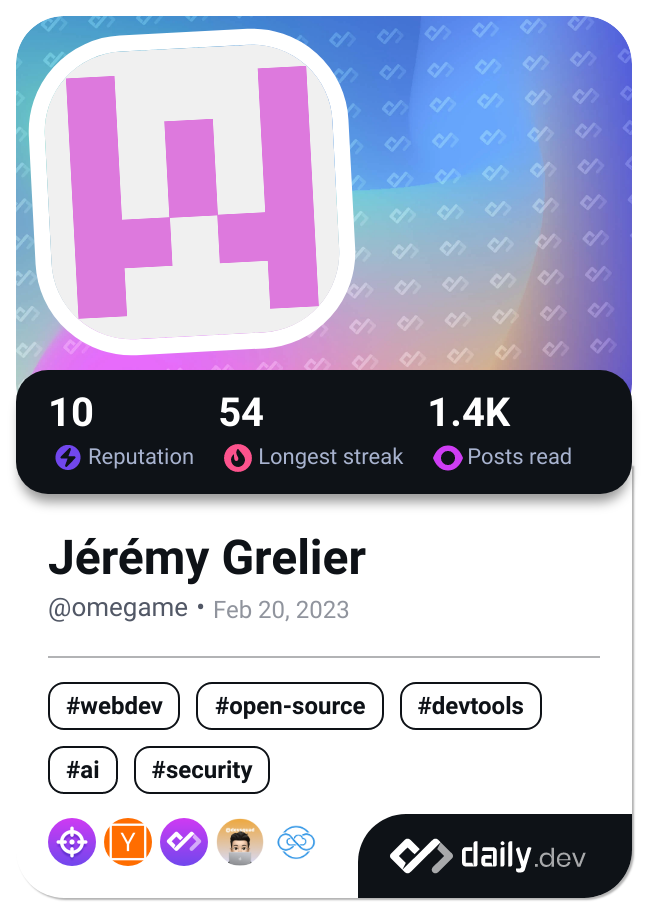 10 54 1.4K
Reputation Longest streak Posts read
Jérémy Grelier
@omegame • Feb 20, 2023
#webdev #open-source #devtools
#ai #security
Y
daily.dev